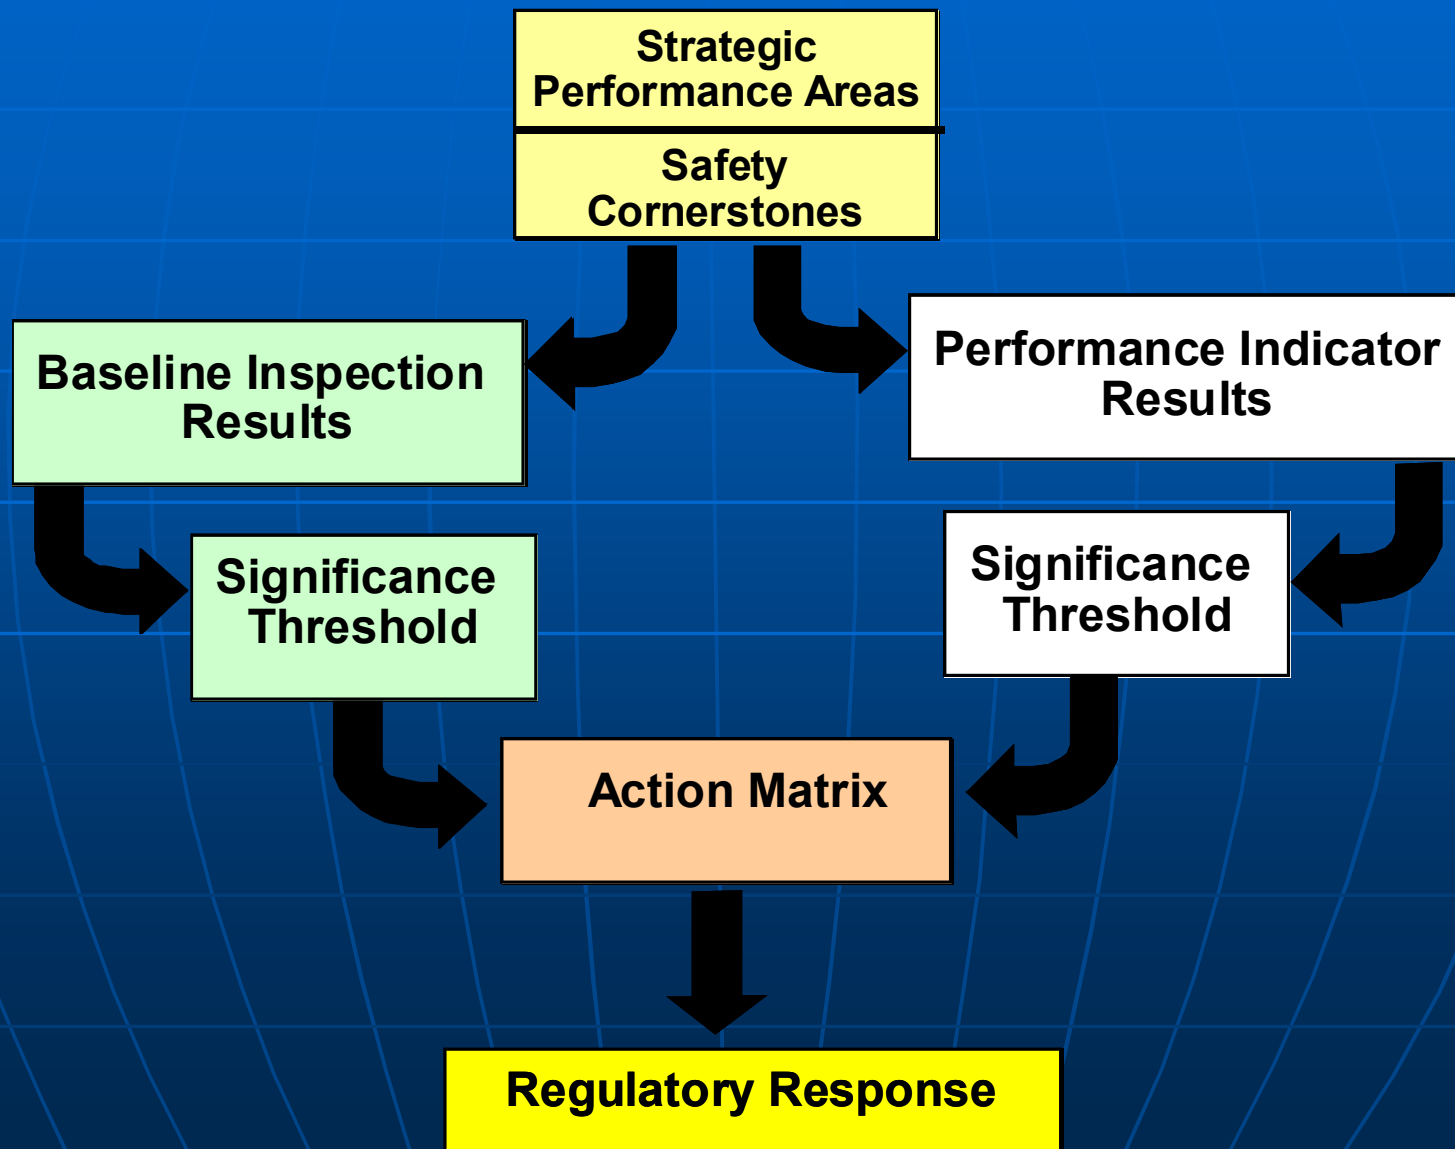 Strategic
Performance Areas
Safety
Cornerstones
Baseline Inspection
Results
Performance Indicator
Results
Significance
Threshold
Significance
Threshold
Action Matrix
Regulatory Response